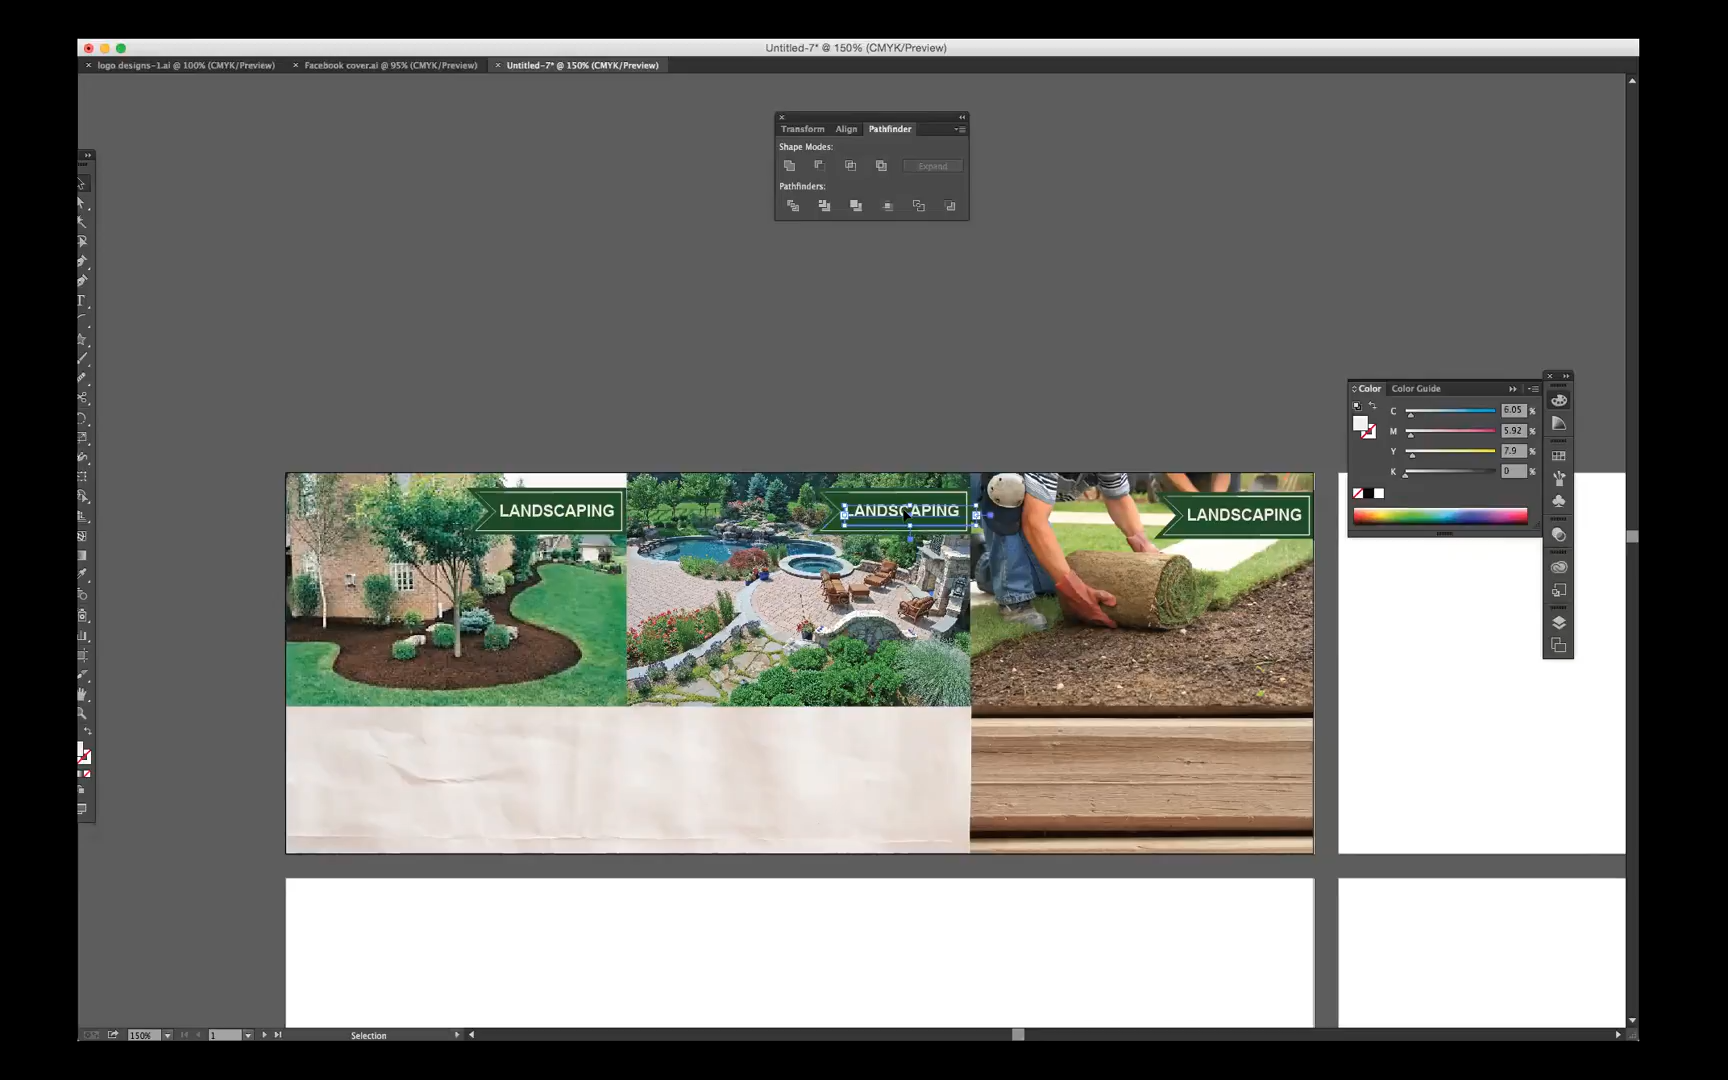 Untitled-7* @ 150% (CMYK/Preview)
logo designs-1.ai @ 100% (CMYK/Preview)
Facebook cover.ai @ 95% (CMYK/Preview)
Untitled-7* @ 150% (CMYK/Preview)
Transform Align Pathfinder
Shape Modes:
Expand
Pathfinders:
Color Color Guide
C 6.05 %
M 5.92 %
Y 7.9 %
K 0 %
LANDSCAPING
LANDSCAPING
LANDSCAPING
150% 1 Selection